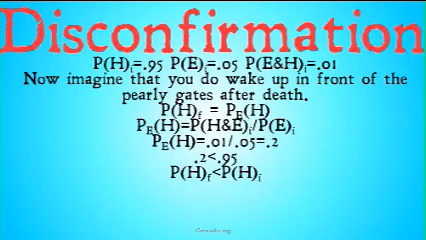 Disconfirmation
P(H)ᵢ=.95 P(E)ᵢ=.05 P(E&H)ᵢ=.01
Now imagine that you do wake up in front of the
pearly gates after death.
P(H)f = PE(H)
PE(H)=P(H&E)ᵢ/P(E)ᵢ
PE(H)=.01/.05=.2
.2<.95
P(H)f<P(H)ᵢ